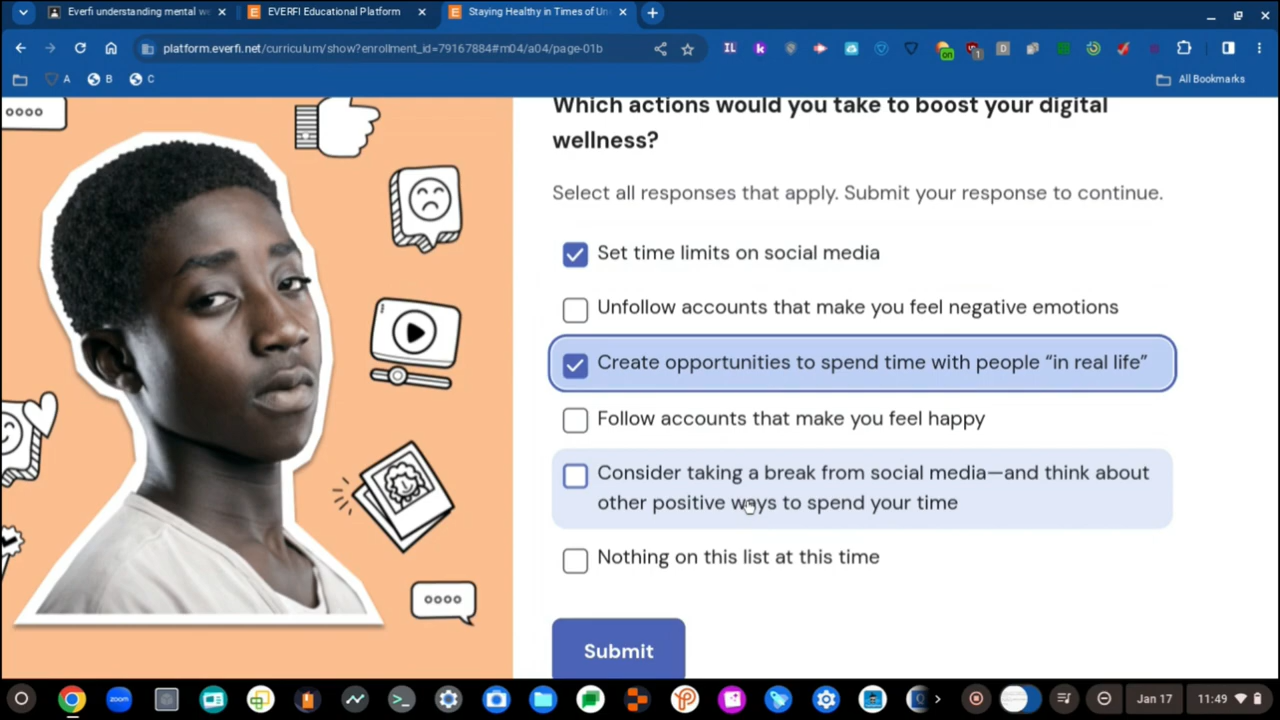 Everfi understanding mental we
EVERFI Educational Platform
Staying Healthy in Times of Un
platform.everfi.net/curriculum/show?enrollment_id=79167884#m04/a04/page-01b
A
B
C
All Bookmarks
Which actions would you take to boost your digital
wellness?
Select all responses that apply. Submit your response to continue.
Set time limits on social media
Unfollow accounts that make you feel negative emotions
Create opportunities to spend time with people “in real life”
Follow accounts that make you feel happy
Consider taking a break from social media—and think about
other positive ways to spend your time
Nothing on this list at this time
Submit
zoom
Jan 17
11:49